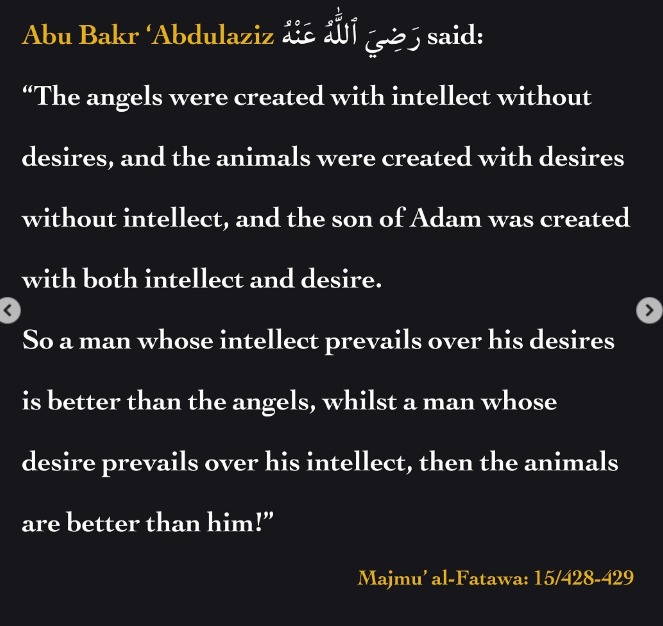 Abu Bakr ‘Abdulaziz رَضِيَ ٱللَّٰهُ عَنْهُ said:
“The angels were created with intellect without
desires, and the animals were created with desires
without intellect, and the son of Adam was created
with both intellect and desire.
So a man whose intellect prevails over his desires
is better than the angels, whilst a man whose
desire prevails over his intellect, then the animals
are better than him!”
Majmu’ al-Fatawa: 15/428-429